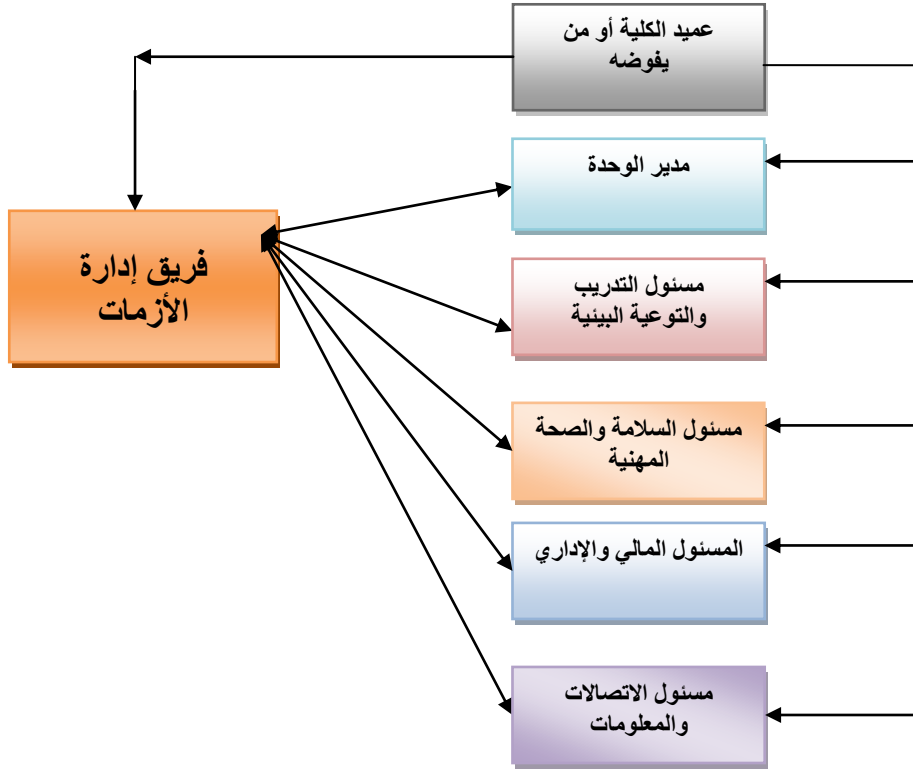 عميد الكلية أو من
يفوضه
مدير الوحدة
فريق إدارة
الأزمات
مسئول التدريب
والتوعية البيئية
مسئول السلامة والصحة
المهنية
المسئول المالي والإداري
مسئول الاتصالات
والمعلومات